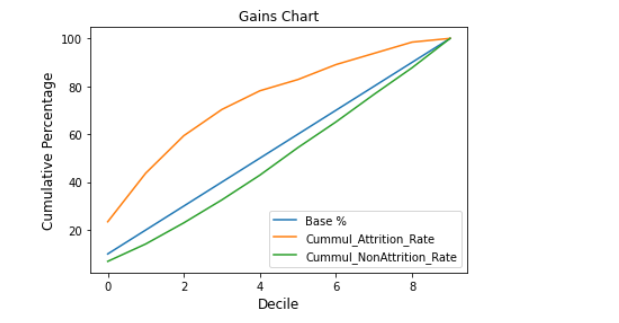 Gains Chart
100
80
60
40
20
Cumulative Percentage
Base %
Cummul_Attrition_Rate
Cummul_NonAttrition_Rate
0 2 4 6 8
Decile